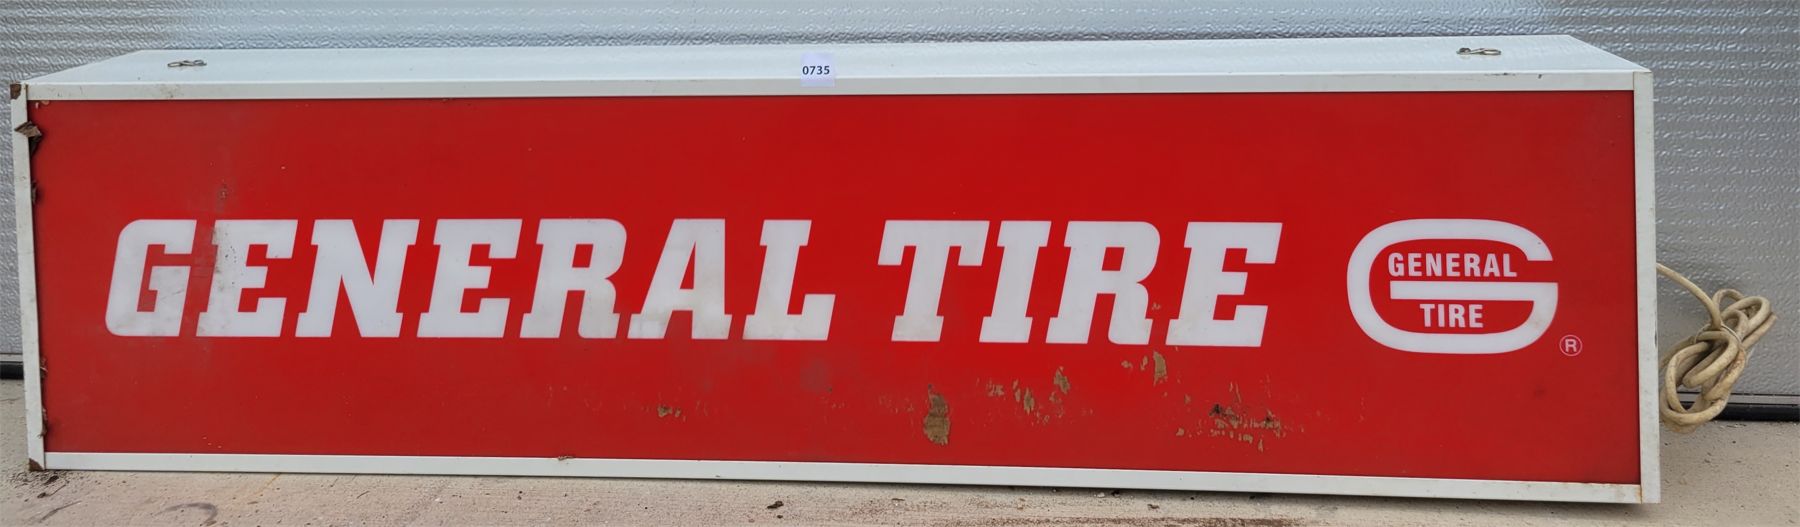 0735
GENERAL TIRE
GENERAL
TIRE
®